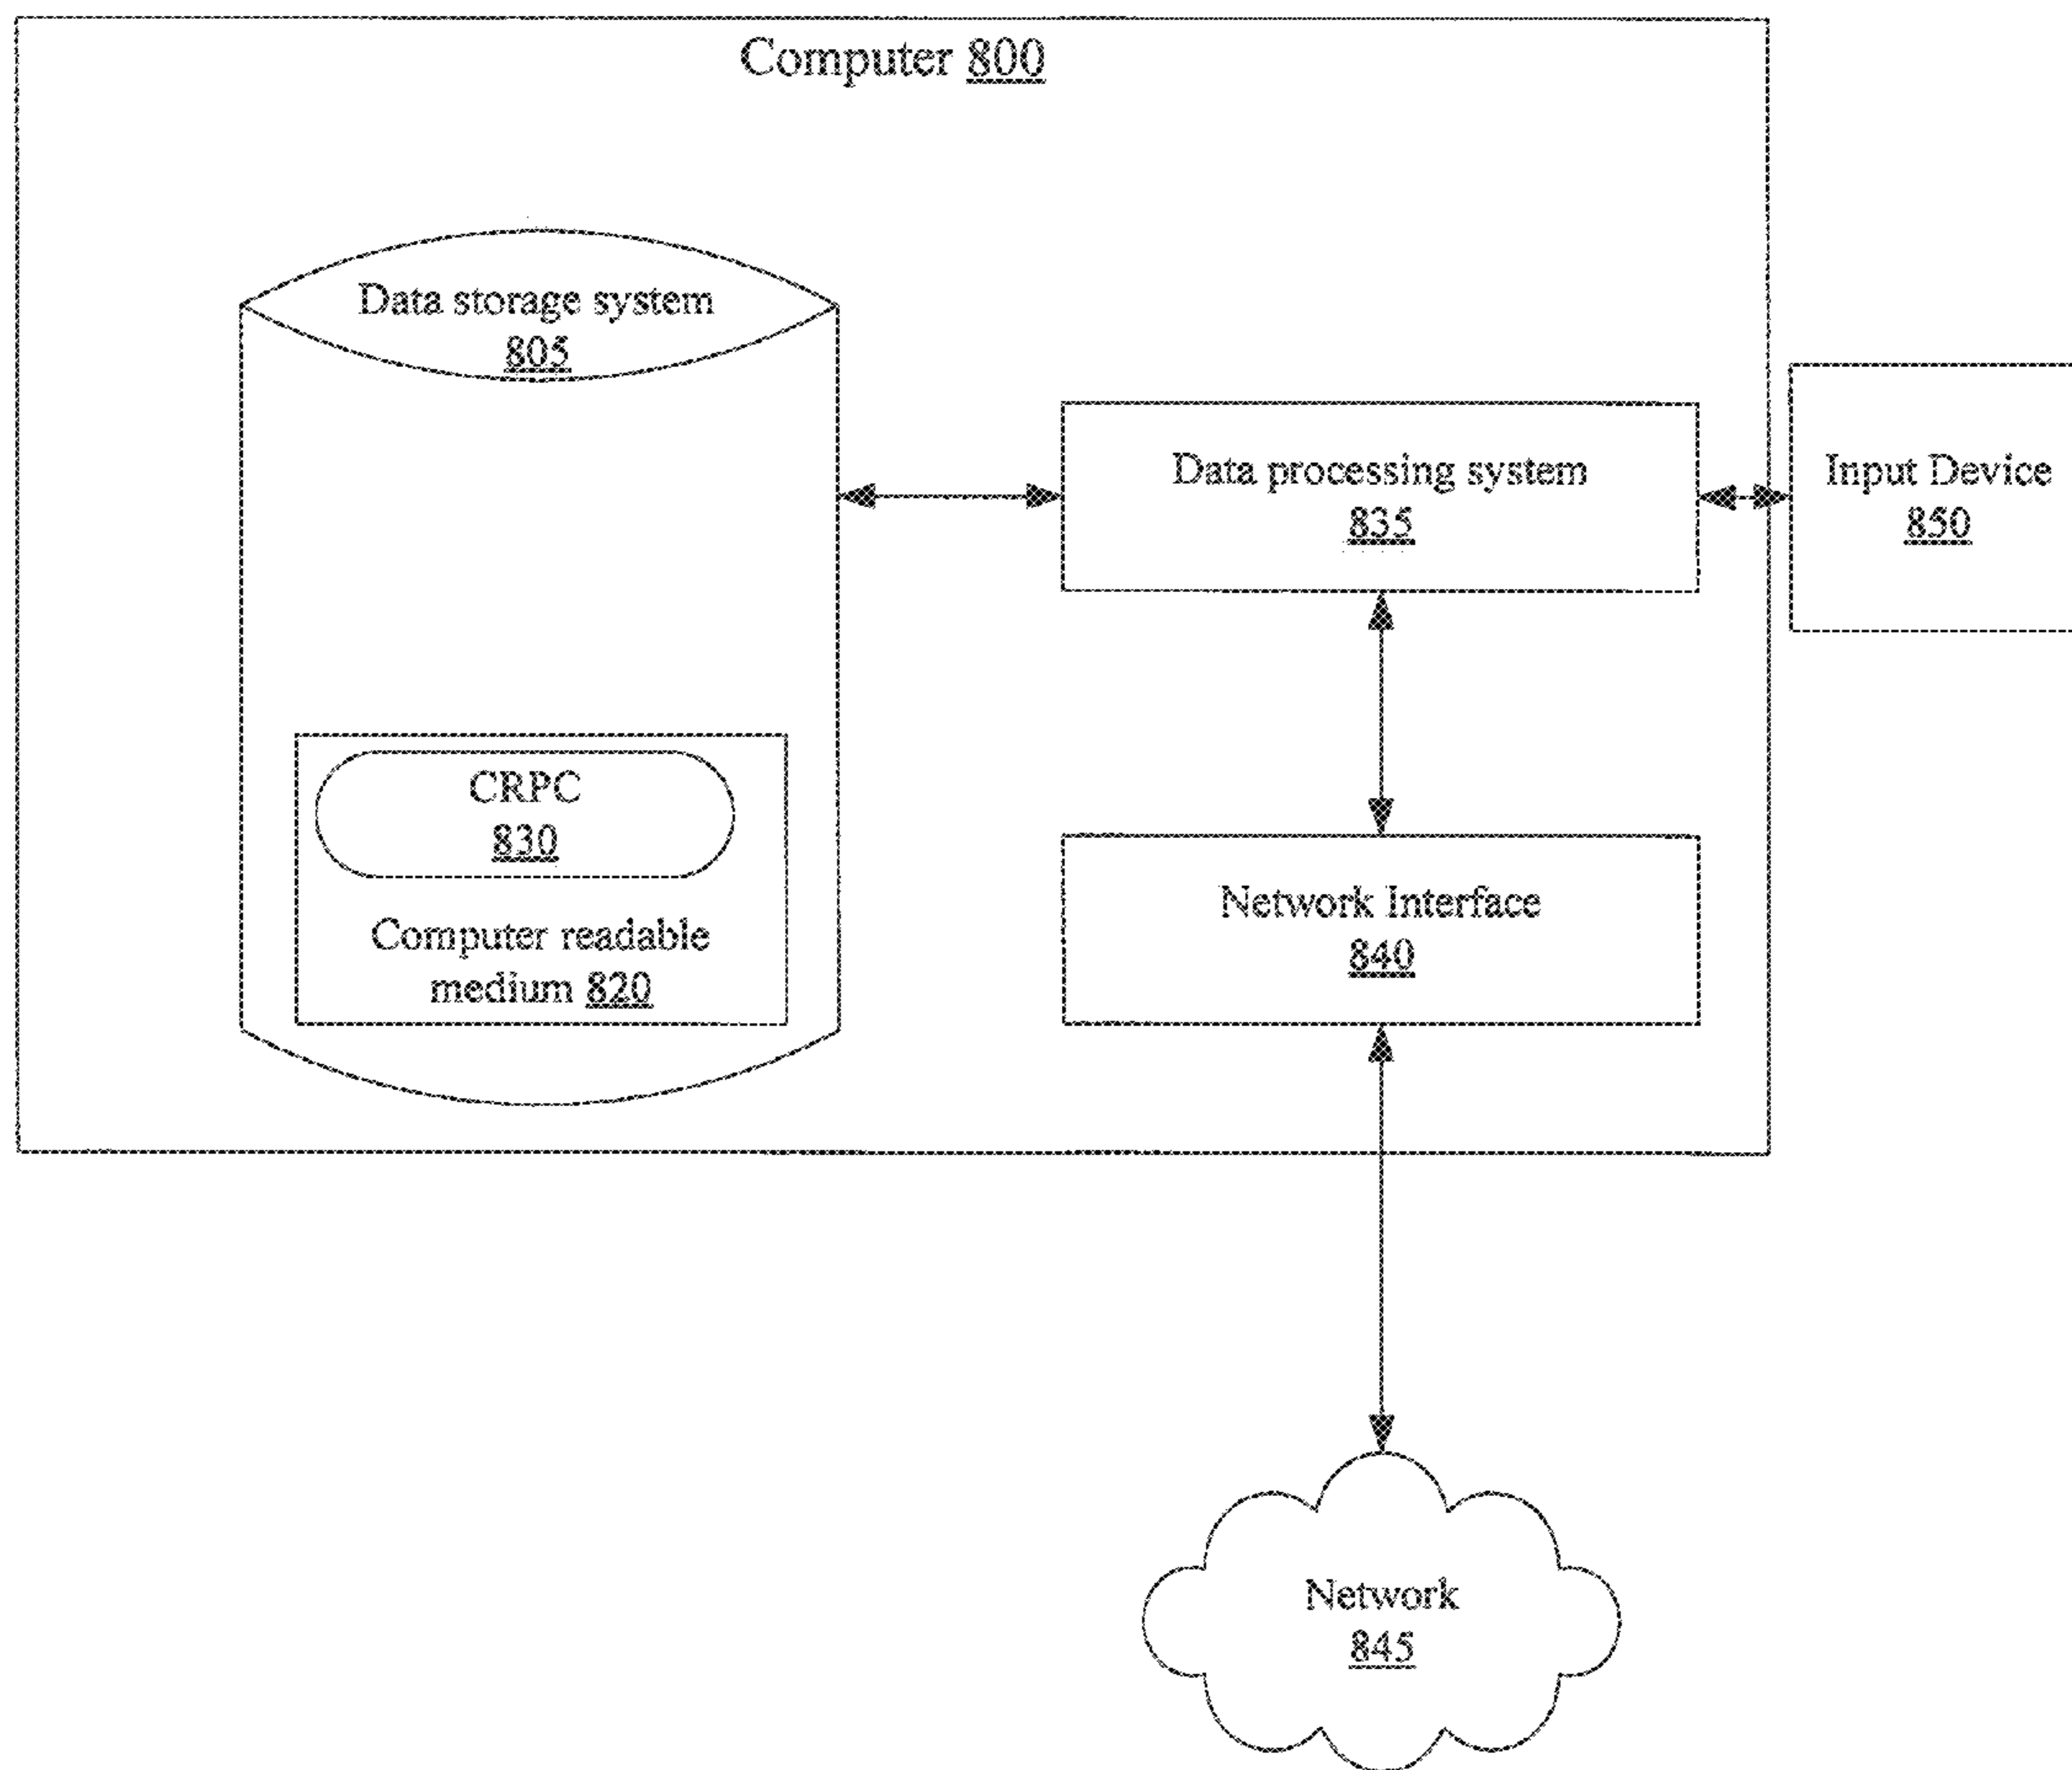 Computer 800
Data storage system
805
Data processing system
835
Input Device
850
CRPC
830
Computer readable
medium 820
Network Interface
840
Network
845